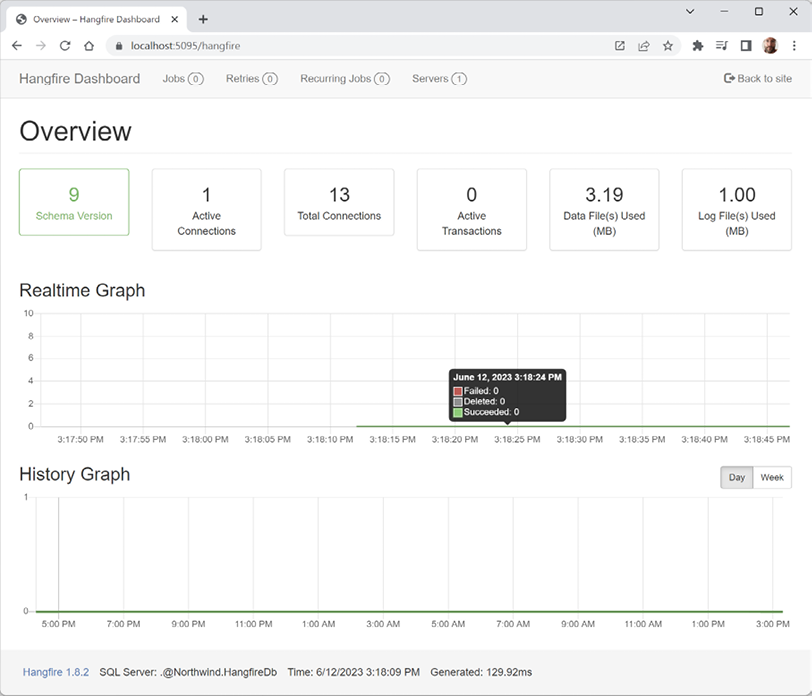 Overview – Hangfire Dashboard
localhost:5095/hangfire
Hangfire Dashboard Jobs 0 Retries 0 Recurring Jobs 0 Servers 1 Back to site
Overview
9 1 13 0 3.19 1.00
Schema Version Active Total Connections Active Data File(s) Used Log File(s) Used
Connections Transactions (MB) (MB)
Realtime Graph
10
8
6
4
2
0
June 12, 2023 3:18:24 PM
Failed: 0
Deleted: 0
Succeeded: 0
3:17:50 PM 3:17:55 PM 3:18:00 PM 3:18:05 PM 3:18:10 PM 3:18:15 PM 3:18:20 PM 3:18:25 PM 3:18:30 PM 3:18:35 PM 3:18:40 PM 3:18:45 PM
History Graph Day Week
1
0
5:00 PM 7:00 PM 9:00 PM 11:00 PM 1:00 AM 3:00 AM 5:00 AM 7:00 AM 9:00 AM 11:00 AM 1:00 PM 3:00 PM
Hangfire 1.8.2 SQL Server: .@Northwind.HangfireDb Time: 6/12/2023 3:18:09 PM Generated: 129.92ms